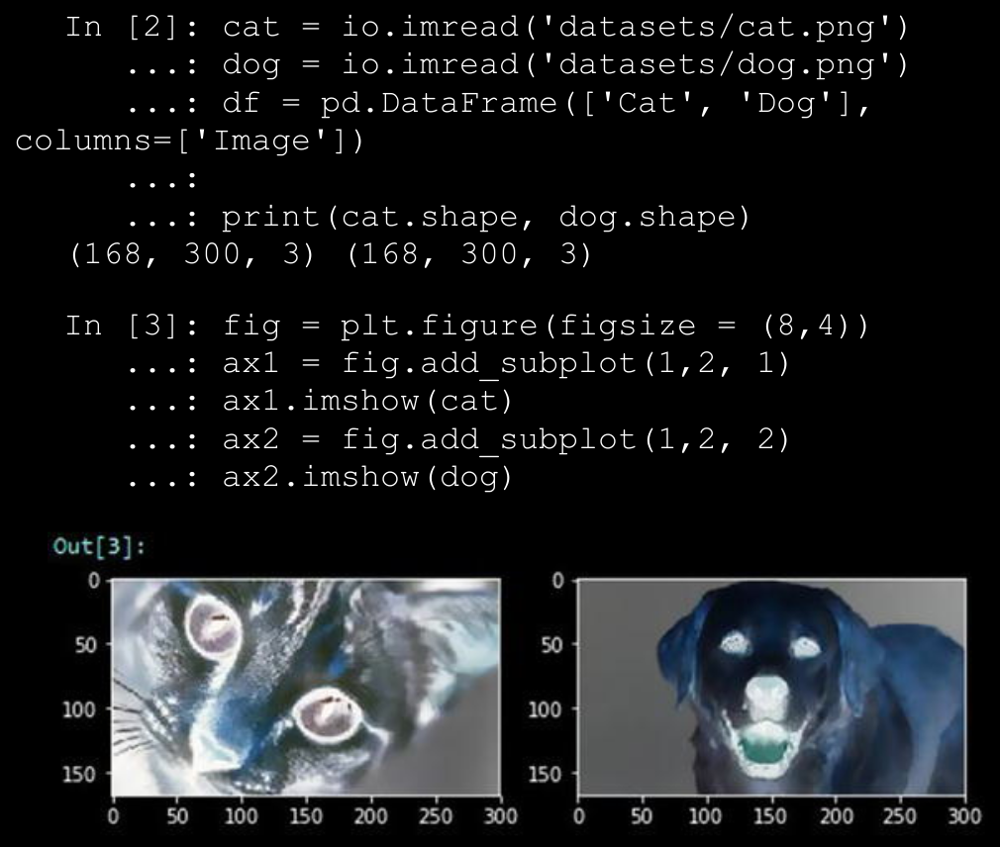 In [2]: cat = io.imread('datasets/cat.png')
...: dog = io.imread('datasets/dog.png')
...: df = pd.DataFrame(['Cat', 'Dog'],
columns=['Image'])
...:
...: print(cat.shape, dog.shape)
(168, 300, 3) (168, 300, 3)
In [3]: fig = plt.figure(figsize = (8,4))
...: ax1 = fig.add_subplot(1,2, 1)
...: ax1.imshow(cat)
...: ax2 = fig.add_subplot(1,2, 2)
...: ax2.imshow(dog)
Out[3]:
0
50
100
150
0 50 100 150 200 250 300
0
50
100
150
0 50 100 150 200 250 300